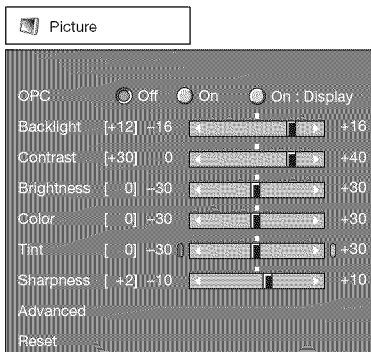 Picture
OPC Off On On : Display
Backlight [+12] −16 +16
Contrast [+30] 0 +40
Brightness [ 0] −30 +30
Color [ 0] −30 +30
Tint [ 0] −30 +30
Sharpness [ +2] −10 +10
Advanced
Reset